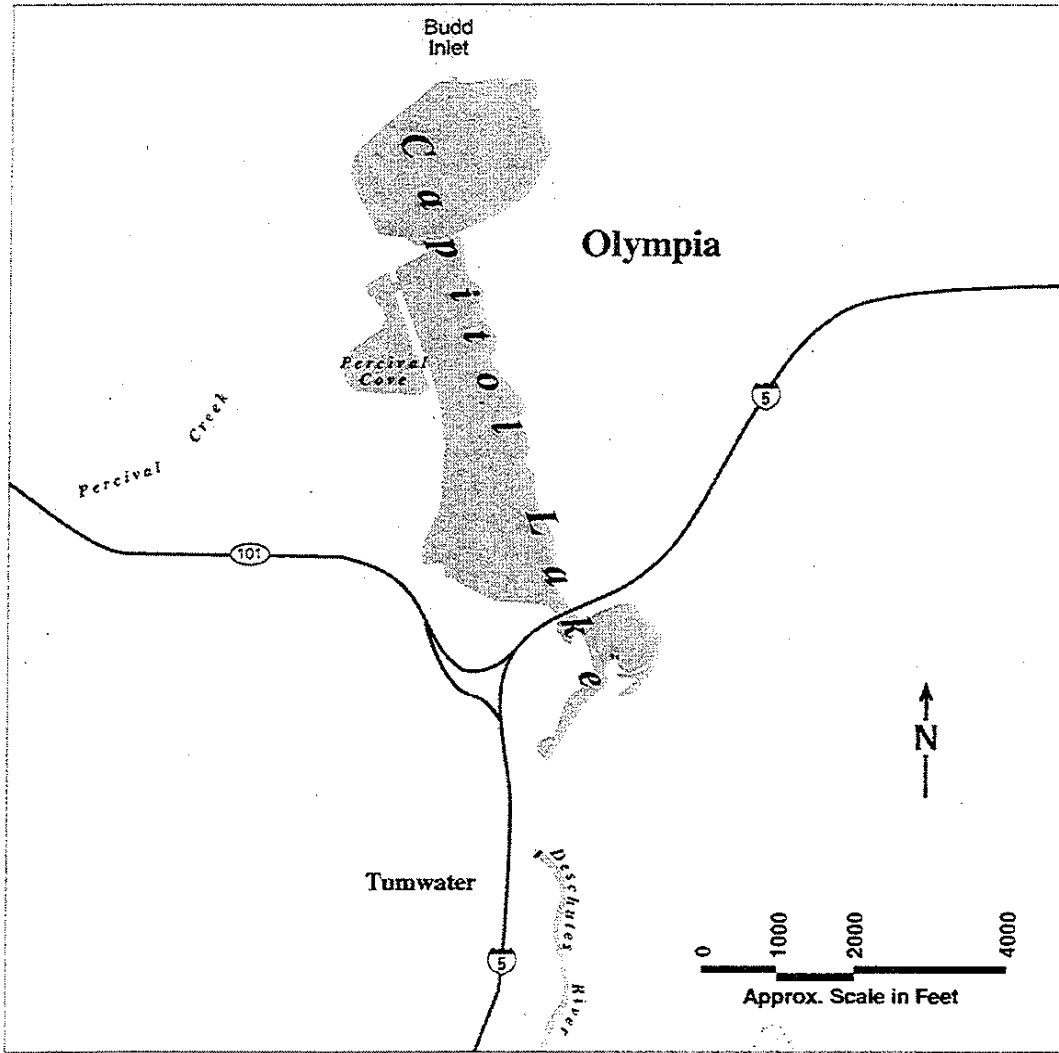 Budd
Inlet
Capitol Lake
Olympia
Percival
Cove
5
Percival Creek
101
N
Tumwater
Deschutes River
5
0 1000 2000 4000
Approx. Scale in Feet